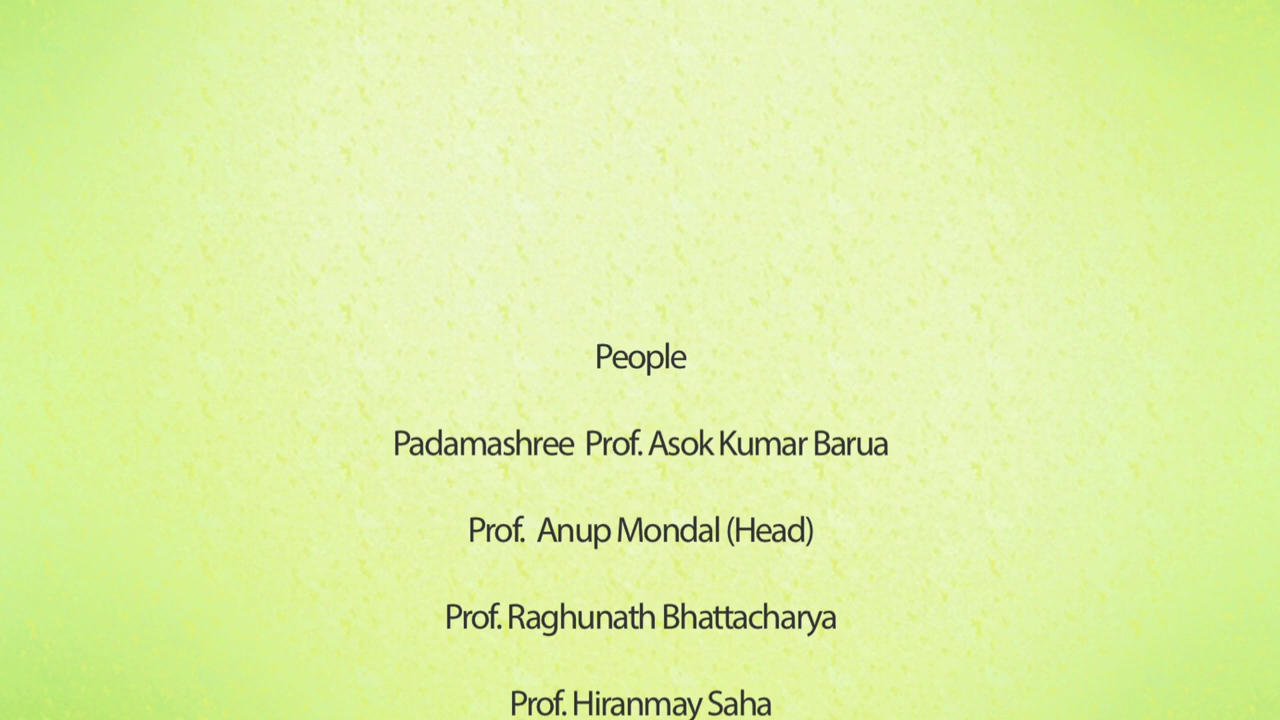 People
Padamashree Prof. Asok Kumar Barua
Prof. Anup Mondal (Head)
Prof. Raghunath Bhattacharya
Prof. Hiranmay Saha